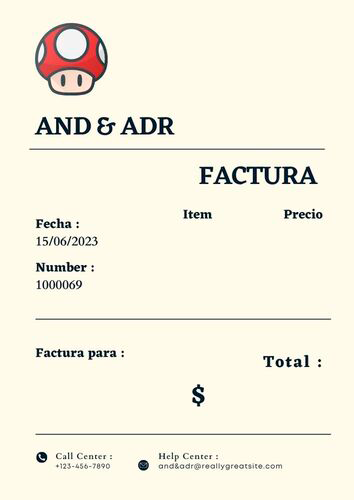 AND & ADR
FACTURA
Item Precio
Fecha :
15/06/2023
Number :
1000069
Factura para :
Total :
$
Call Center :
+123-456-7890
Help Center :
and&adr@reallygreatsite.com